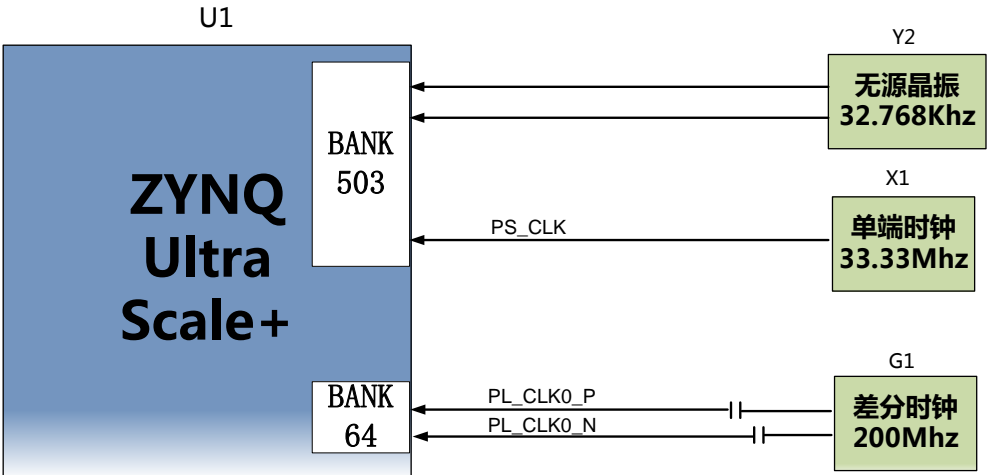 U1
ZYNQ
Ultra
Scale+
BANK
503
BANK
64
PS_CLK
PL_CLK0_P
PL_CLK0_N
Y2
无源晶振
32.768Khz
X1
单端时钟
33.33Mhz
G1
差分时钟
200Mhz